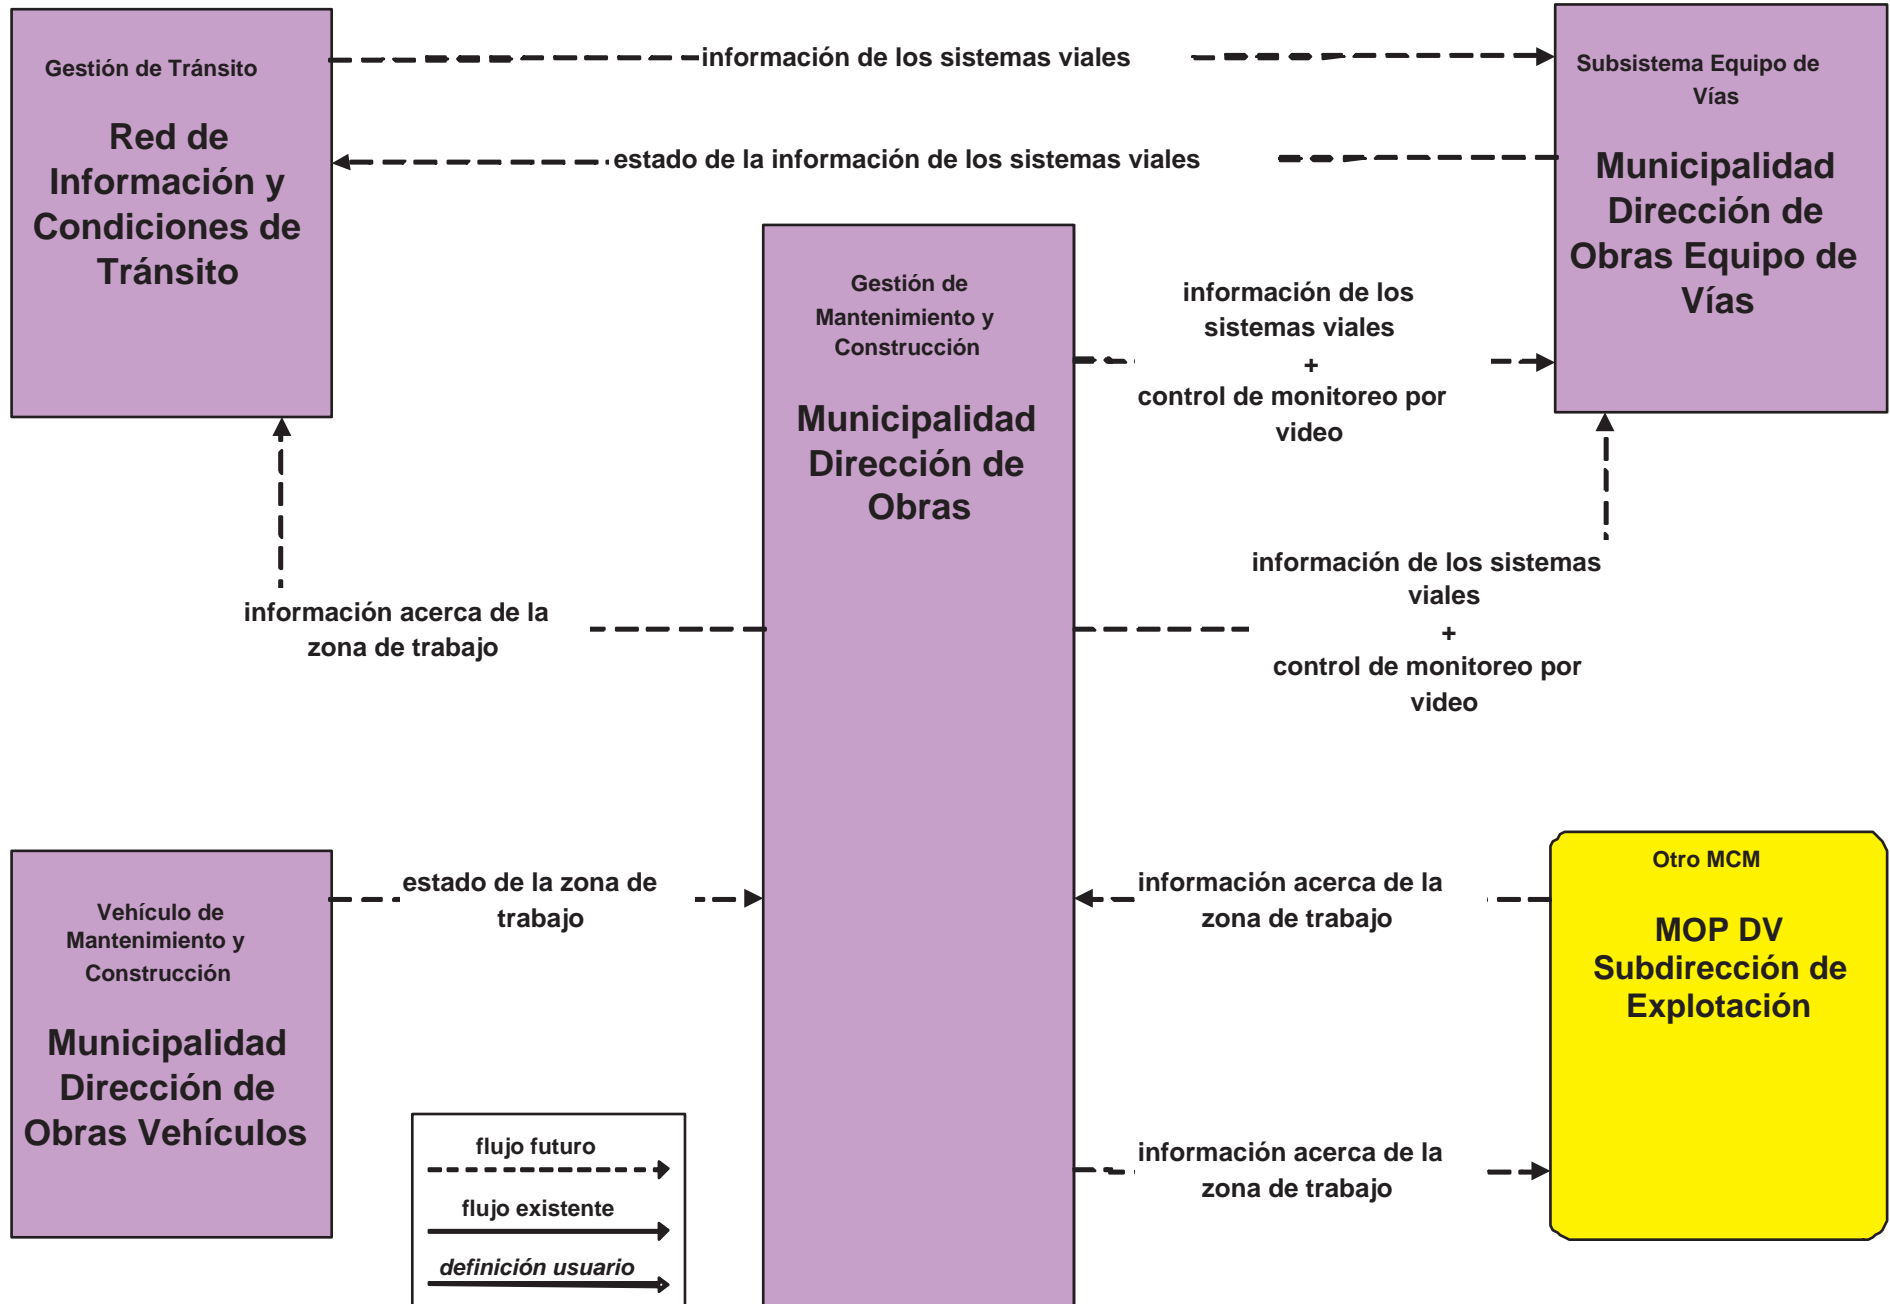 Gestión de Tránsito
Red de
Información y
Condiciones de
Tránsito
información de los sistemas viales
estado de la información de los sistemas viales
Subsistema Equipo de
Vías
Municipalidad
Dirección de
Obras Equipo de
Vías
Gestión de
Mantenimiento y
Construcción
Municipalidad
Dirección de
Obras
información de los
sistemas viales
+
control de monitoreo por
video
información de los sistemas
viales
+
control de monitoreo por
video
información acerca de la
zona de trabajo
Vehículo de
Mantenimiento y
Construcción
Municipalidad
Dirección de
Obras Vehículos
estado de la zona de
trabajo
información acerca de la
zona de trabajo
Otro MCM
MOP DV
Subdirección de
Explotación
información acerca de la
zona de trabajo
flujo futuro
flujo existente
definición usuario